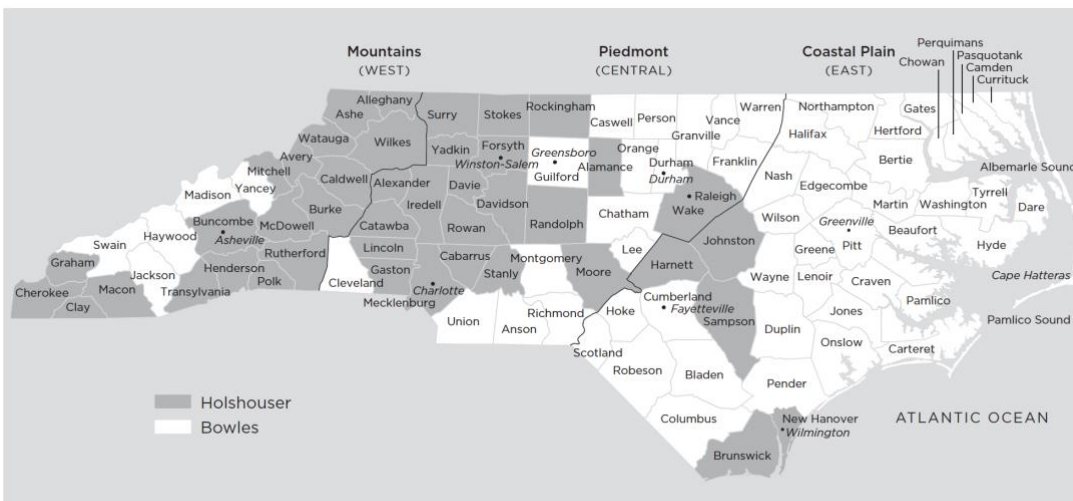 Mountains
(WEST)
Piedmont
(CENTRAL)
Coastal Plain
(EAST)
Perquimans
Pasquotank
Chowan
Camden
Currituck
Alleghany
Ashe
Surry
Stokes
Rockingham
Caswell
Person
Vance
Warren
Granville
Northampton
Gates
Hertford
Halifax
Watauga
Wilkes
Yadkin
Forsyth
Winston-Salem
Greensboro
Guilford
Alamance
Orange
Durham
Durham
Franklin
Bertie
Avery
Mitchell
Caldwell
Alexander
Davie
Iredell
Davidson
Nash
Edgecombe
Albemarle Sound
Madison
Yancey
Burke
Catawba
Rowan
Randolph
Chatham
Raleigh
Wake
Wilson
Martin
Washington
Tyrrell
Dare
Buncombe
Asheville
McDowell
Swain
Haywood
Rutherford
Lincoln
Cabarrus
Montgomery
Lee
Johnston
Greenville
Greene
Pitt
Beaufort
Hyde
Graham
Jackson
Henderson
Polk
Cleveland
Gaston
Charlotte
Mecklenburg
Stanly
Moore
Harnett
Wayne
Lenoir
Craven
Cape Hatteras
Cherokee
Macon
Clay
Transylvania
Union
Anson
Richmond
Hoke
Cumberland
Fayetteville
Sampson
Jones
Pamlico
Pamlico Sound
Scotland
Robeson
Duplin
Onslow
Carteret
Bladen
Pender
Columbus
New Hanover
Wilmington
Brunswick
ATLANTIC OCEAN
Holshouser
Bowles